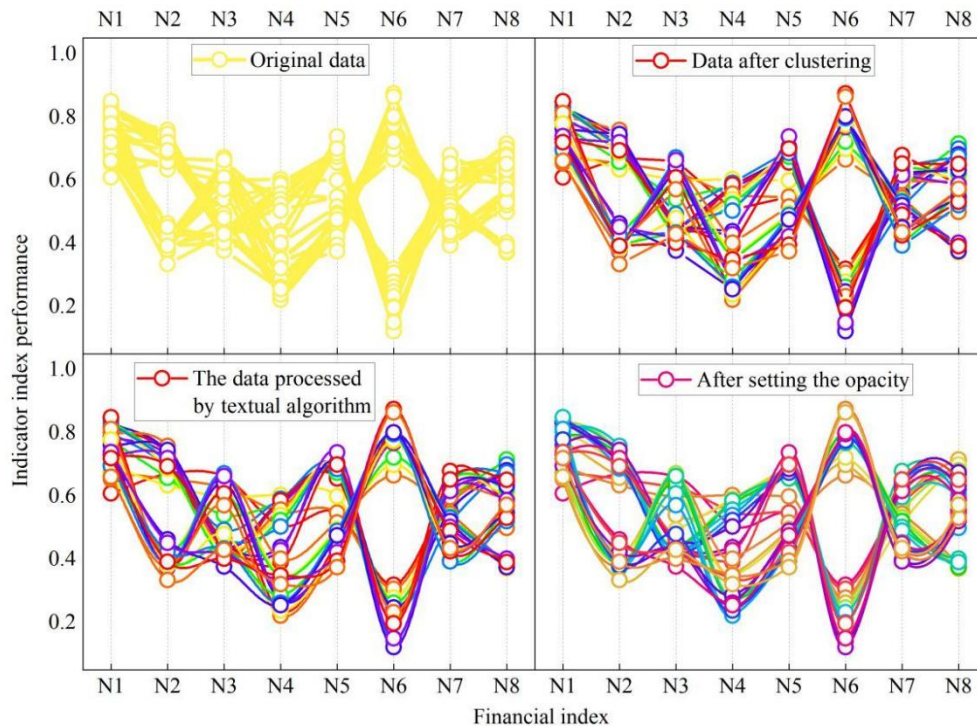 N1 N2 N3 N4 N5 N6 N7 N8 N1 N2 N3 N4 N5 N6 N7 N8
1.0
Original data
Data after clustering
0.8
0.6
0.4
0.2
Indicator index performance
1.0
The data processed
by textual algorithm
After setting the opacity
0.8
0.6
0.4
0.2
N1 N2 N3 N4 N5 N6 N7 N8 N1 N2 N3 N4 N5 N6 N7 N8
Financial index